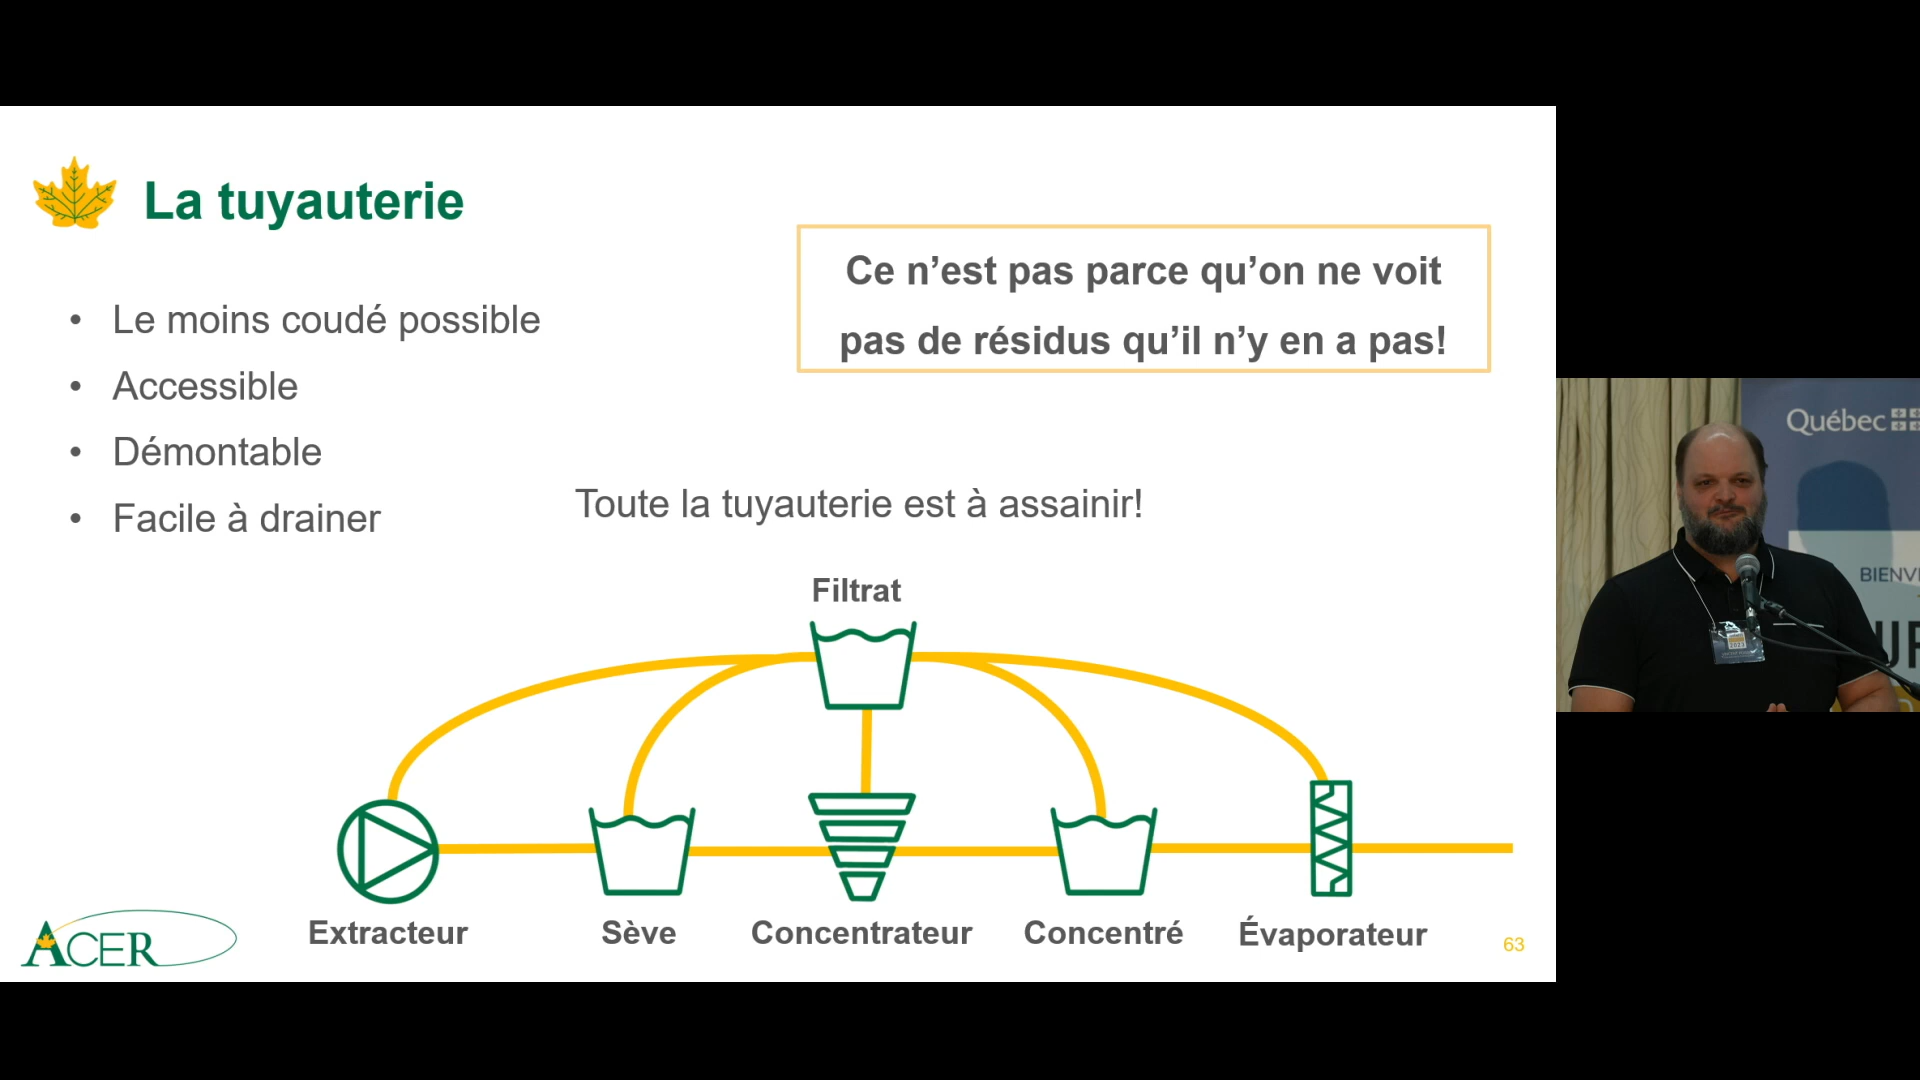 La tuyauterie
Ce n’est pas parce qu’on ne voit
pas de résidus qu’il n’y en a pas!
• Le moins coudé possible
• Accessible
• Démontable
• Facile à drainer
Toute la tuyauterie est à assainir!
Filtrat
Extracteur
Sève
Concentrateur
Concentré
Évaporateur
ACER
63
Québec
BIENV